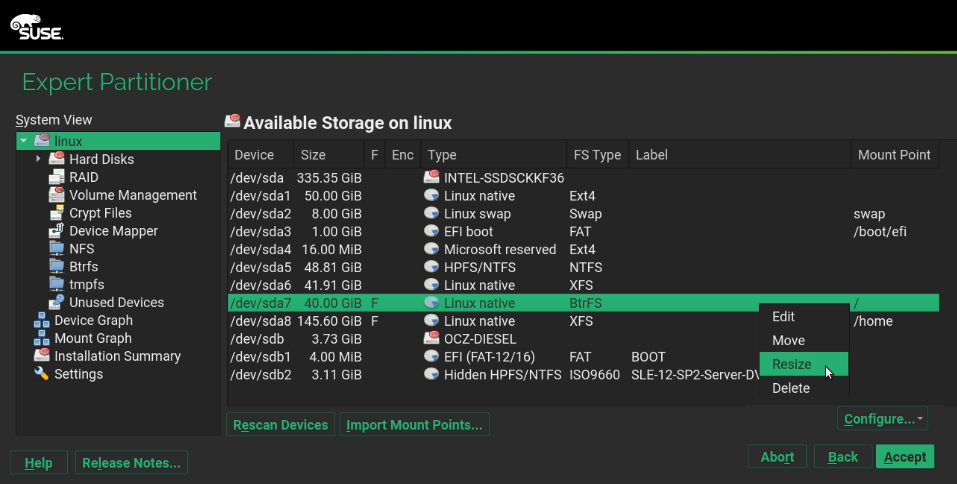 SUSE
Expert Partitioner
System View
linux
Hard Disks
RAID
Volume Management
Crypt Files
Device Mapper
NFS
Btrfs
tmpfs
Unused Devices
Device Graph
Mount Graph
Installation Summary
Settings
Available Storage on linux
Device Size F Enc Type FS Type Label Mount Point
/dev/sda 335.35 GiB INTEL-SSDSCKKF36
/dev/sda1 50.00 GiB Linux native Ext4
/dev/sda2 8.00 GiB Linux swap Swap swap
/dev/sda3 1.00 GiB EFI boot FAT /boot/efi
/dev/sda4 16.00 MiB Microsoft reserved Ext4
/dev/sda5 48.81 GiB HPFS/NTFS NTFS
/dev/sda6 41.91 GiB Linux native XFS
/dev/sda7 40.00 GiB F Linux native BtrFS /
/dev/sda8 145.60 GiB F Linux native XFS /home
/dev/sdb 3.73 GiB OCZ-DIESEL
/dev/sdb1 4.00 MiB EFI (FAT-12/16) FAT BOOT
/dev/sdb2 3.11 GiB Hidden HPFS/NTFS ISO9660 SLE-12-SP2-Server-D
Edit
Move
Resize
Delete
Rescan Devices Import Mount Points... Configure...
Help Release Notes... Abort Back Accept